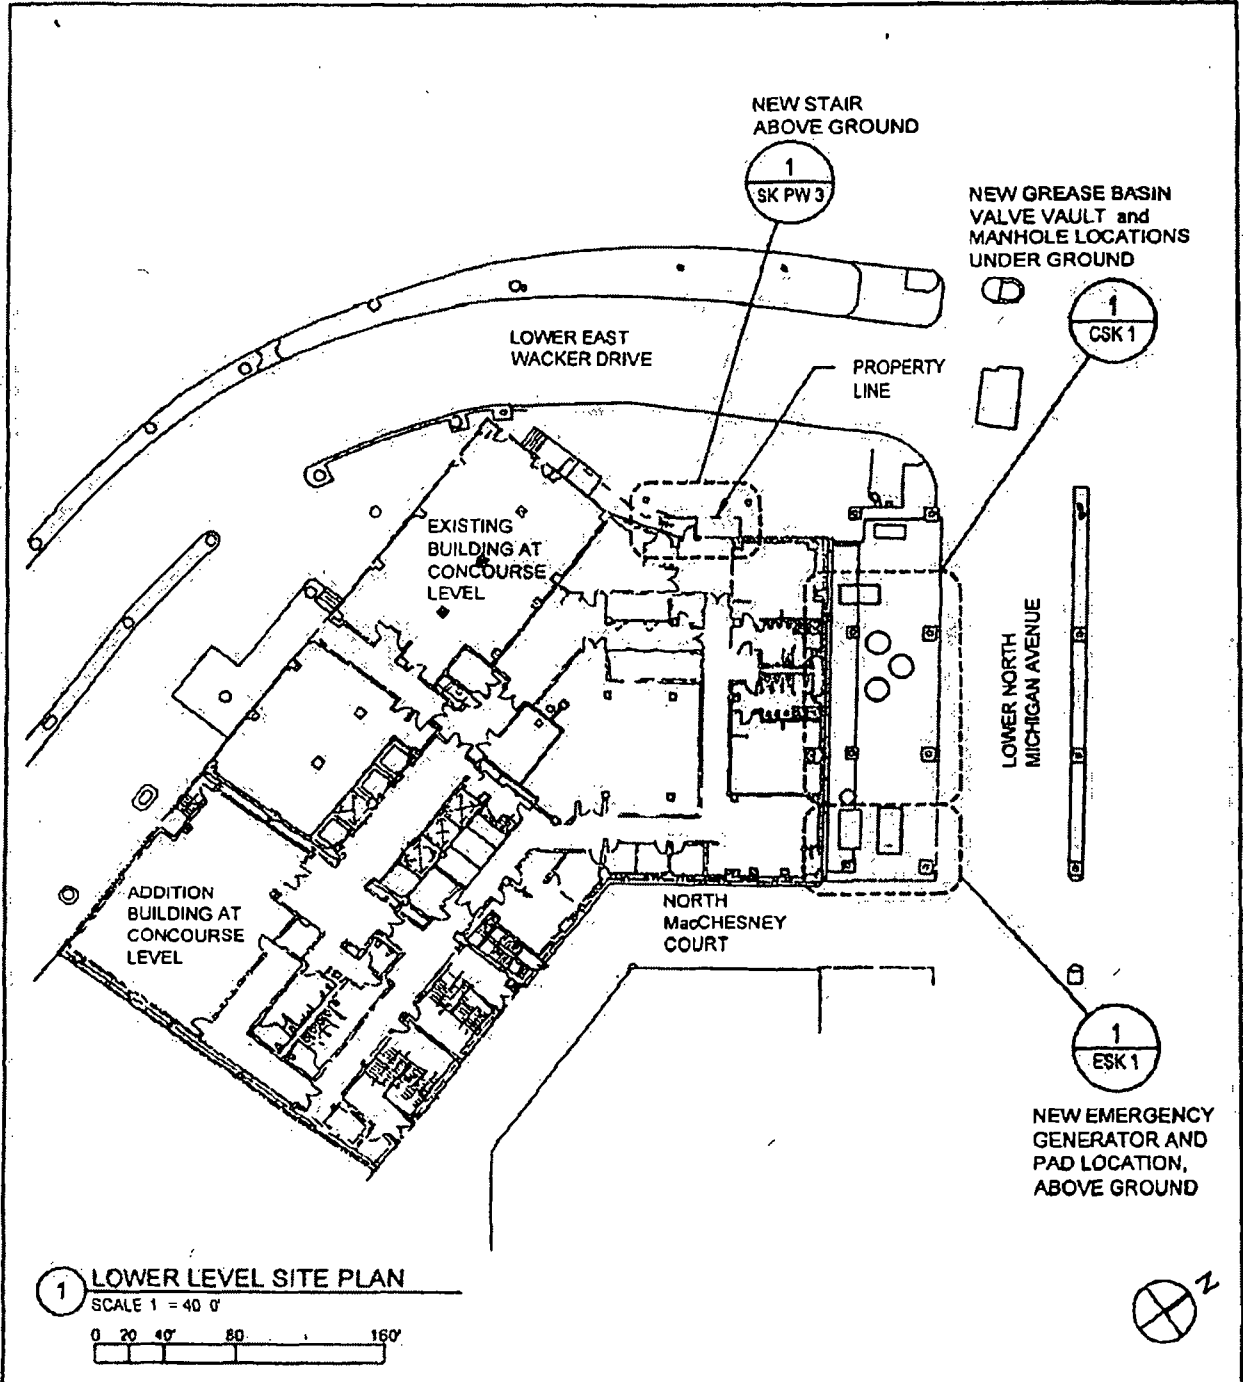 NEW STAIR
ABOVE GROUND
1
SK PW 3
NEW GREASE BASIN
VALVE VAULT and
MANHOLE LOCATIONS
UNDER GROUND
1
CSK 1
LOWER EAST
WACKER DRIVE
PROPERTY
LINE
EXISTING
BUILDING AT
CONCOURSE
LEVEL
LOWER NORTH
MICHIGAN AVENUE
ADDITION
BUILDING AT
CONCOURSE
LEVEL
NORTH
MacCHESNEY
COURT
1
ESK 1
NEW EMERGENCY
GENERATOR AND
PAD LOCATION,
ABOVE GROUND
1 LOWER LEVEL SITE PLAN
SCALE 1 = 40 0'
0 20 40' 80 160'
N